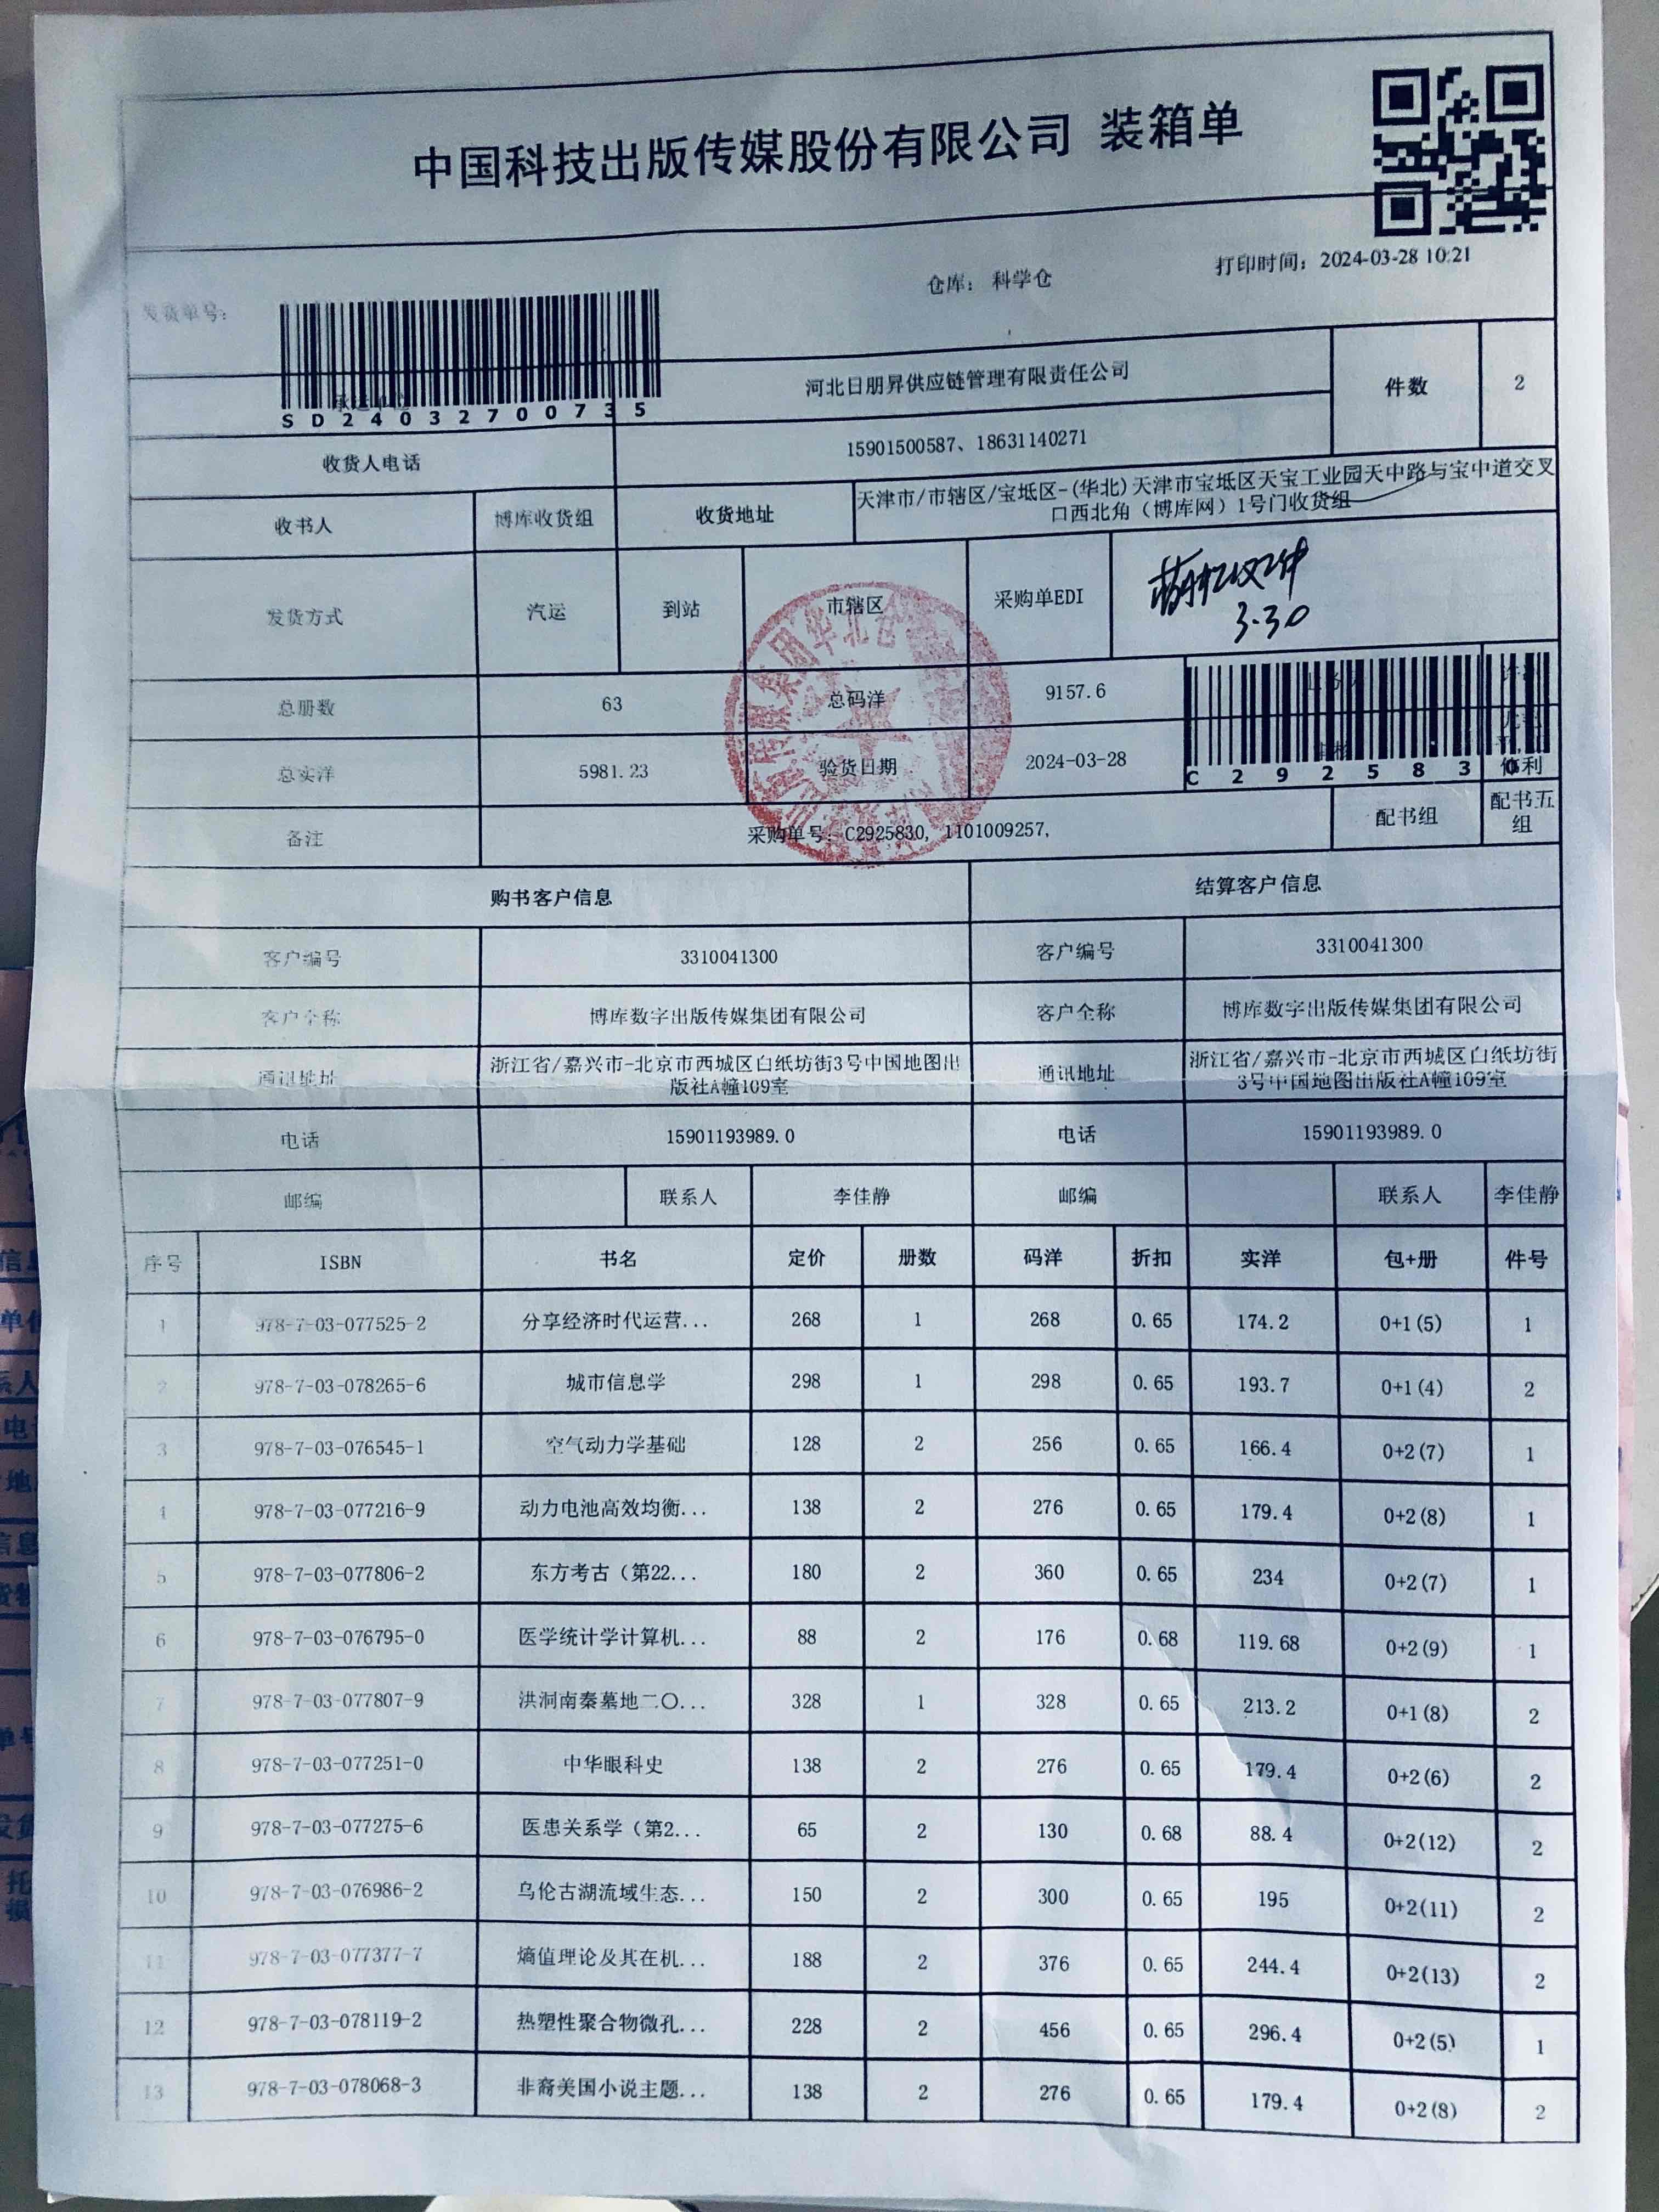 中国科技出版传媒股份有限公司 装箱单
发货单号: 仓库: 科学仓 打印时间: 2024-03-28 10:21
SD24032700735
河北日朋昇供应链管理有限责任公司 件数 2
收货人电话 15901500587、18631140271
收书人 博库收货组 收货地址 天津市/市辖区/宝坻区-(华北)天津市宝坻区天宝工业园天中路与宝中道交叉
口西北角(博库网)1号门收货组
发货方式 汽运 到站 市辖区 采购单EDI
3.30
总册数 63 总码洋 9157.6
总实洋 5981.23 验货日期 2024-03-28
C2925830
备注 采购单号: C2925830, 1101009257, 配书组 配书五
组
购书客户信息 结算客户信息
客户编号 3310041300 客户编号 3310041300
客户全称 博库数字出版传媒集团有限公司 客户全称 博库数字出版传媒集团有限公司
通讯地址 浙江省/嘉兴市-北京市西城区白纸坊街3号中国地图出 通讯地址 浙江省/嘉兴市-北京市西城区白纸坊街
版社A幢109室 3号中国地图出版社A幢109室
电话 15901193989.0 电话 15901193989.0
邮编 联系人 李佳静 邮编 联系人 李佳静
序号 ISBN 书名 定价 册数 码洋 折扣 实洋 包+册 件号
1 978-7-03-077525-2 分享经济时代运营... 268 1 268 0.65 174.2 0+1(5) 1
2 978-7-03-078265-6 城市信息学 298 1 298 0.65 193.7 0+1(4) 2
3 978-7-03-076545-1 空气动力学基础 128 2 256 0.65 166.4 0+2(7) 1
4 978-7-03-077216-9 动力电池高效均衡... 138 2 276 0.65 179.4 0+2(8) 1
5 978-7-03-077806-2 东方考古(第22... 180 2 360 0.65 234 0+2(7) 1
6 978-7-03-076795-0 医学统计学计算机... 88 2 176 0.68 119.68 0+2(9) 1
7 978-7-03-077807-9 洪洞南秦墓地二〇... 328 1 328 0.65 213.2 0+1(8) 2
8 978-7-03-077251-0 中华眼科史 138 2 276 0.65 179.4 0+2(6) 2
9 978-7-03-077275-6 医患关系学(第2... 65 2 130 0.68 88.4 0+2(12) 2
10 978-7-03-076986-2 乌伦古湖流域生态... 150 2 300 0.65 195 0+2(11) 2
11 978-7-03-077377-7 熵值理论及其在机... 188 2 376 0.65 244.4 0+2(13) 2
12 978-7-03-078119-2 热塑性聚合物微孔... 228 2 456 0.65 296.4 0+2(5) 1
13 978-7-03-078068-3 非裔美国小说主题... 138 2 276 0.65 179.4 0+2(8) 2